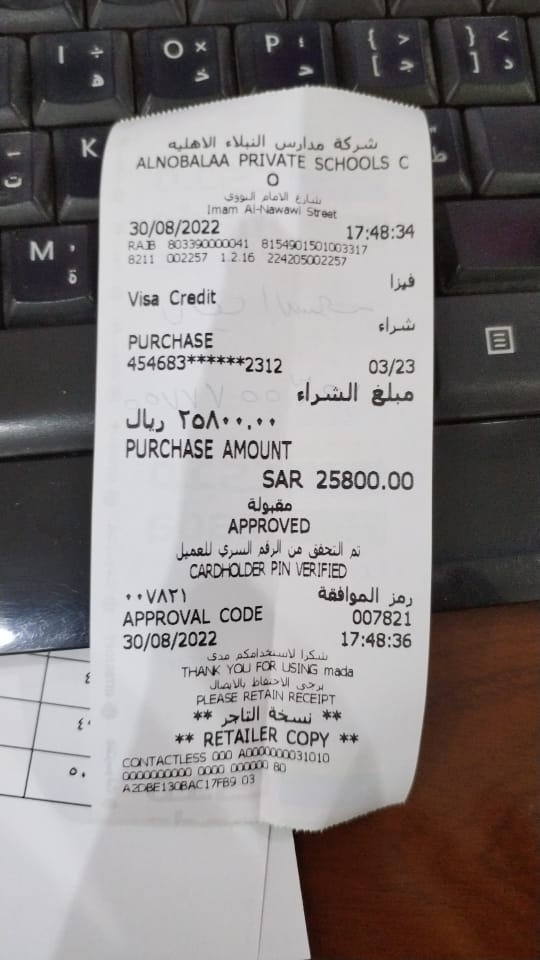 شركة مدارس النبلاء الاهليه
ALNOBALAA PRIVATE SCHOOLS C
O
شارع الامام النووي
Imam Al-Nawawi Street
30/08/2022 17:48:34
RAJB 803390000041 8154901501003317
8211 002257 1.2.16 224205002257
فيزا
Visa Credit
شراء
PURCHASE
454683******2312 03/23
مبلغ الشراء
٢٥٨٠٠.٠٠ ريال
PURCHASE AMOUNT
SAR 25800.00
مقبولة
APPROVED
تم التحقق من الرقم السري للعميل
CARDHOLDER PIN VERIFIED
رمز الموافقة ٠٠٧٨٢١
APPROVAL CODE 007821
30/08/2022 17:48:36
شكرا لاستخدامكم مدى
THANK YOU FOR USING mada
يرجى الاحتفاظ بالايصال
PLEASE RETAIN RECEIPT
** نسخة التاجر **
** RETAILER COPY **
CONTACTLESS 000 A0000000031010
0000000000 0000 000000 80
A2DBE130BAC17FB9 03
I
O
خ
P
ح
{ <
[ ج
} >
] د
K
ط
M
ة
٥٠